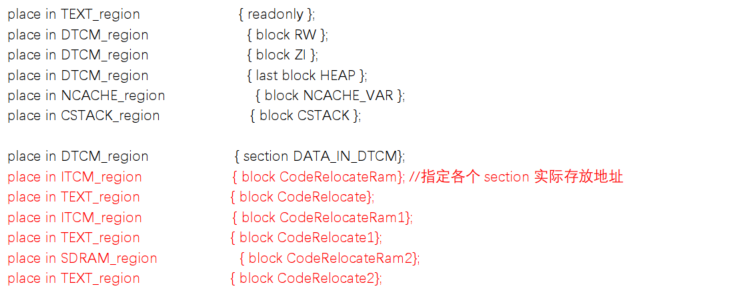 place in TEXT_region { readonly };
place in DTCM_region { block RW };
place in DTCM_region { block ZI };
place in DTCM_region { last block HEAP };
place in NCACHE_region { block NCACHE_VAR };
place in CSTACK_region { block CSTACK };
place in DTCM_region { section DATA_IN_DTCM};
place in ITCM_region { block CodeRelocateRam}; //指定各个 section 实际存放地址
place in TEXT_region { block CodeRelocate};
place in ITCM_region { block CodeRelocateRam1};
place in TEXT_region { block CodeRelocate1};
place in SDRAM_region { block CodeRelocateRam2};
place in TEXT_region { block CodeRelocate2};